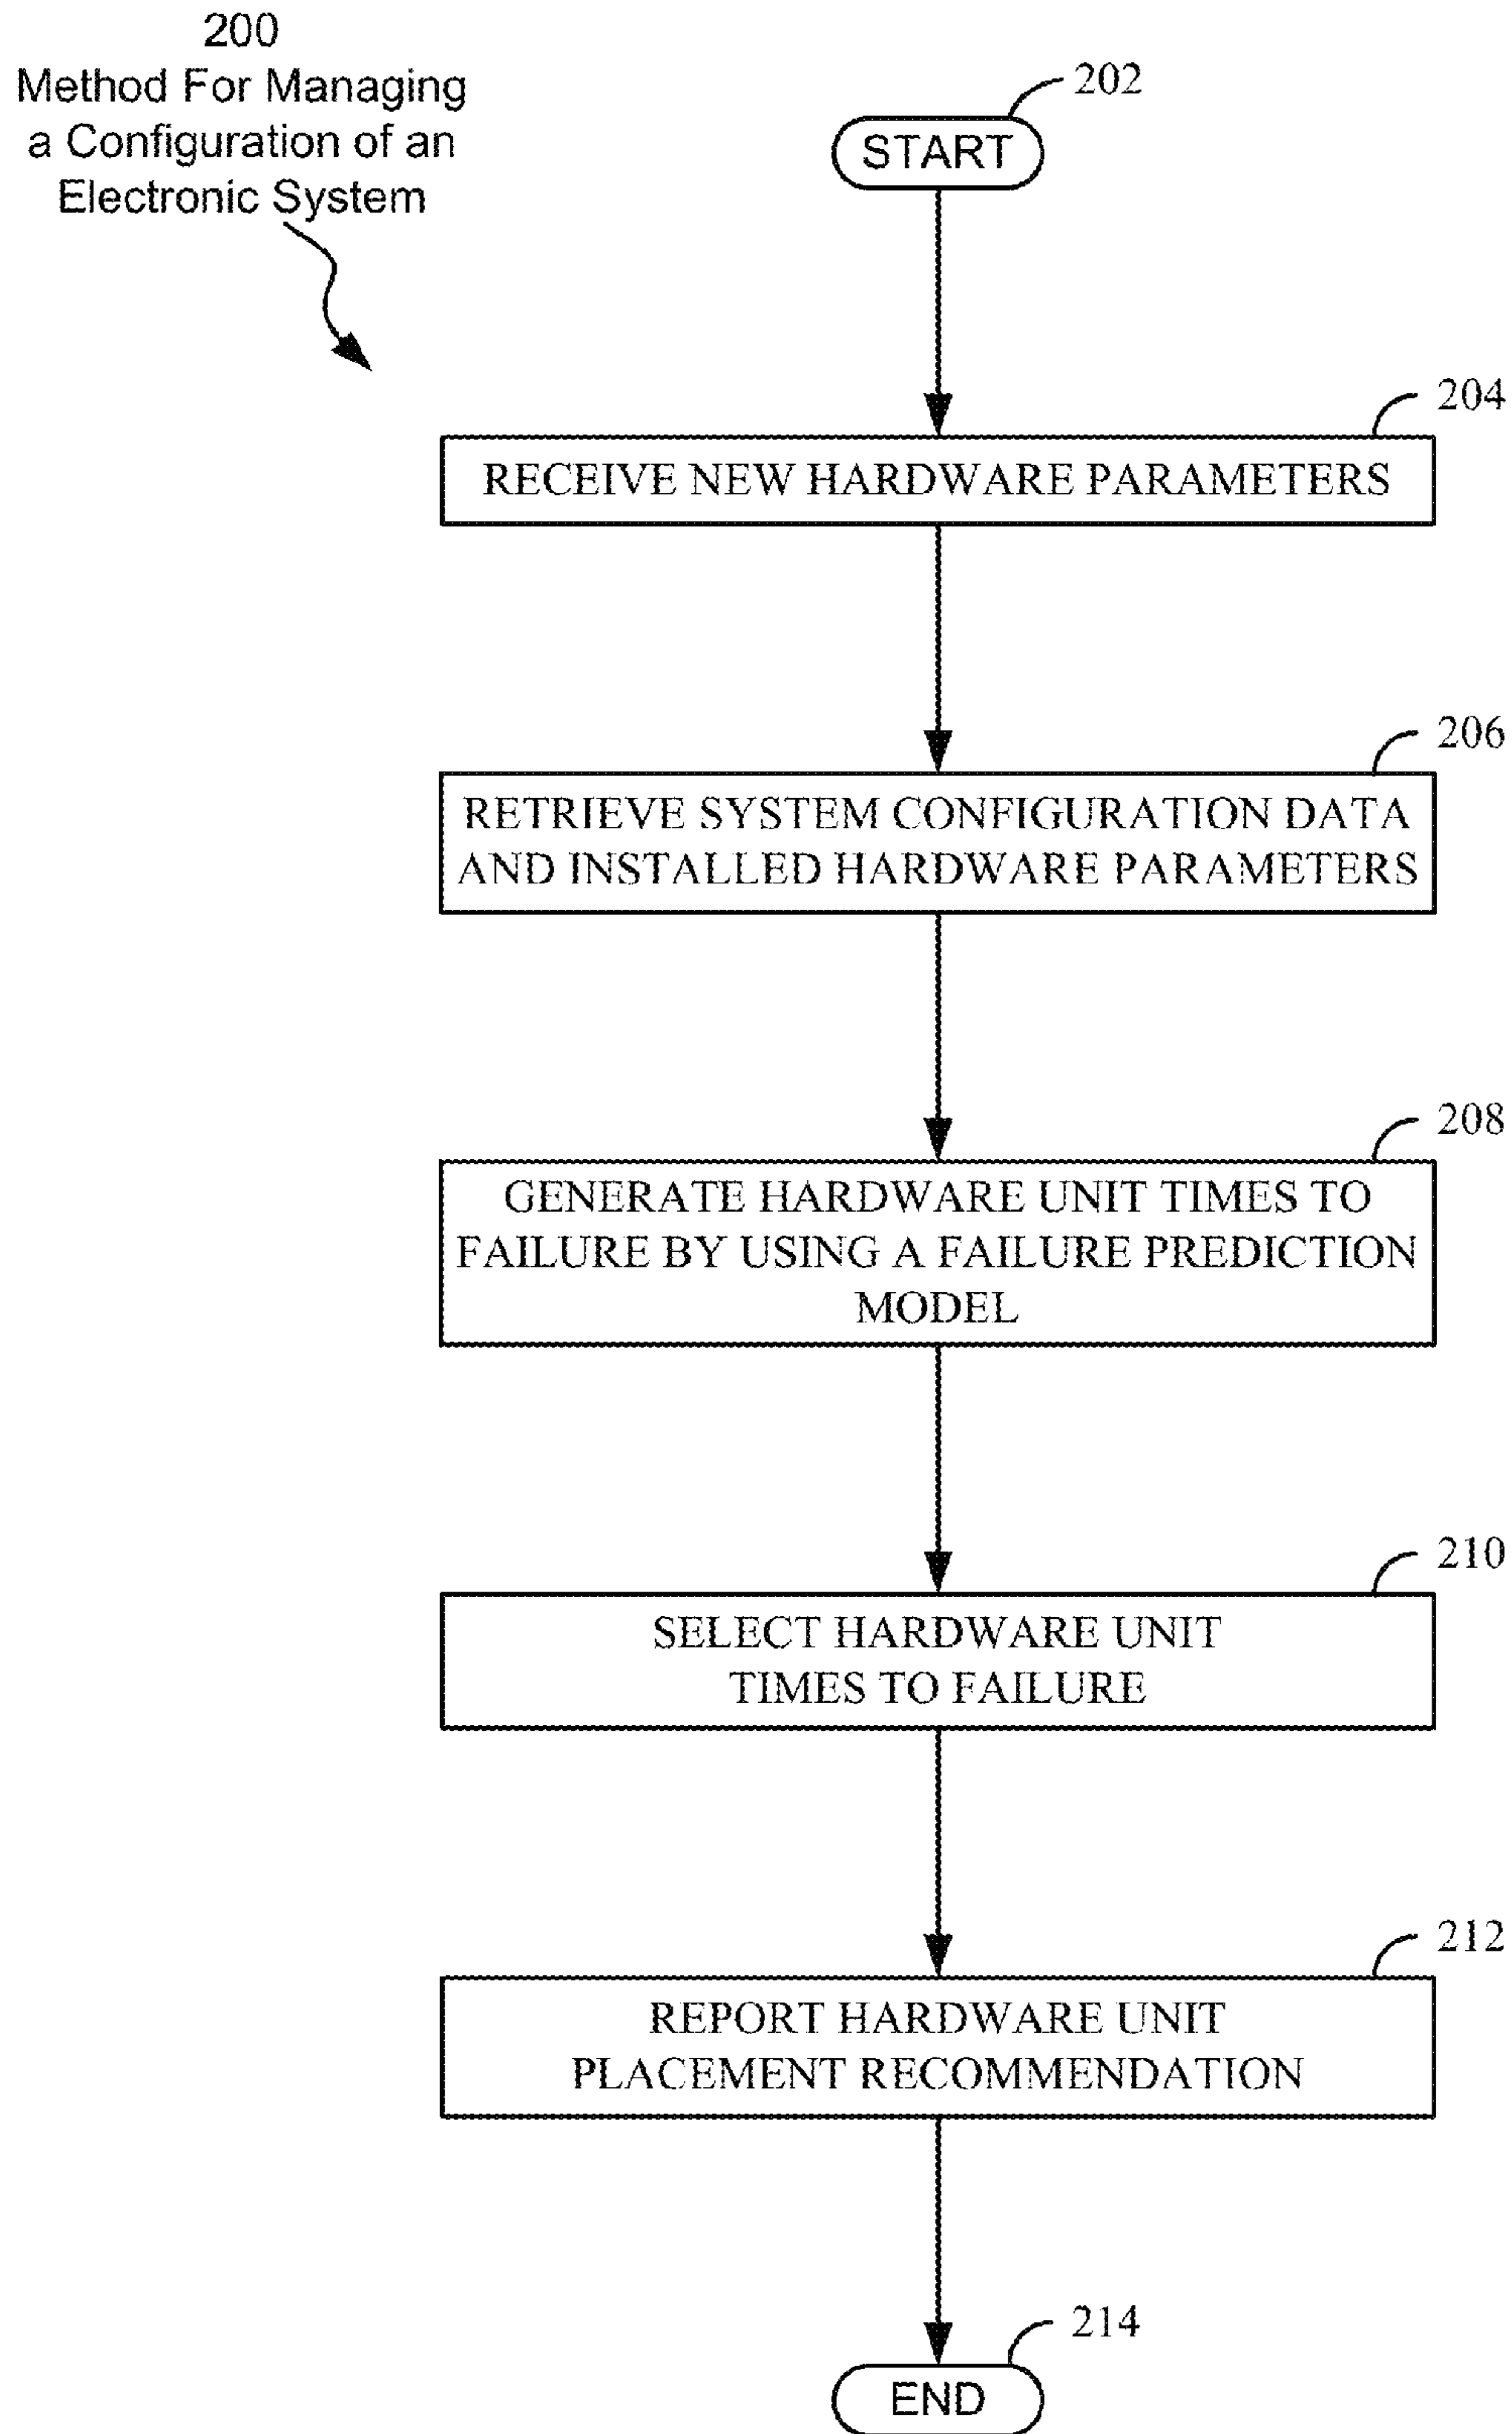 200
Method For Managing
a Configuration of an
Electronic System
202
START
204
RECEIVE NEW HARDWARE PARAMETERS
206
RETRIEVE SYSTEM CONFIGURATION DATA
AND INSTALLED HARDWARE PARAMETERS
208
GENERATE HARDWARE UNIT TIMES TO
FAILURE BY USING A FAILURE PREDICTION
MODEL
210
SELECT HARDWARE UNIT
TIMES TO FAILURE
212
REPORT HARDWARE UNIT
PLACEMENT RECOMMENDATION
214
END